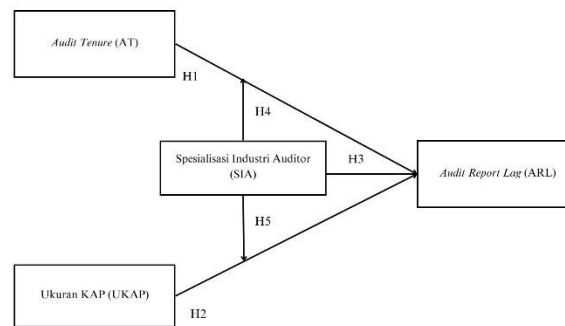 Audit Tenure (AT)
H1
H4
Spesialisasi Industri Auditor
(SIA)
H3
Audit Report Lag (ARL)
H5
Ukuran KAP (UKAP)
H2